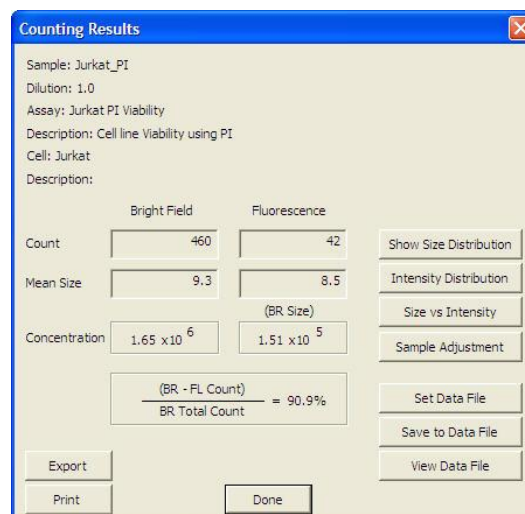 Counting Results
Sample: Jurkat_PI
Dilution: 1.0
Assay: Jurkat PI Viability
Description: Cell line Viability using PI
Cell: Jurkat
Description:
Bright Field Fluorescence
Count 460 42 Show Size Distribution
Mean Size 9.3 8.5 Intensity Distribution
(BR Size) Size vs Intensity
Concentration 1.65 x10 6 1.51 x10 5 Sample Adjustment
(BR - FL Count)
= 90.9% Set Data File
BR Total Count
Save to Data File
Export View Data File
Print Done